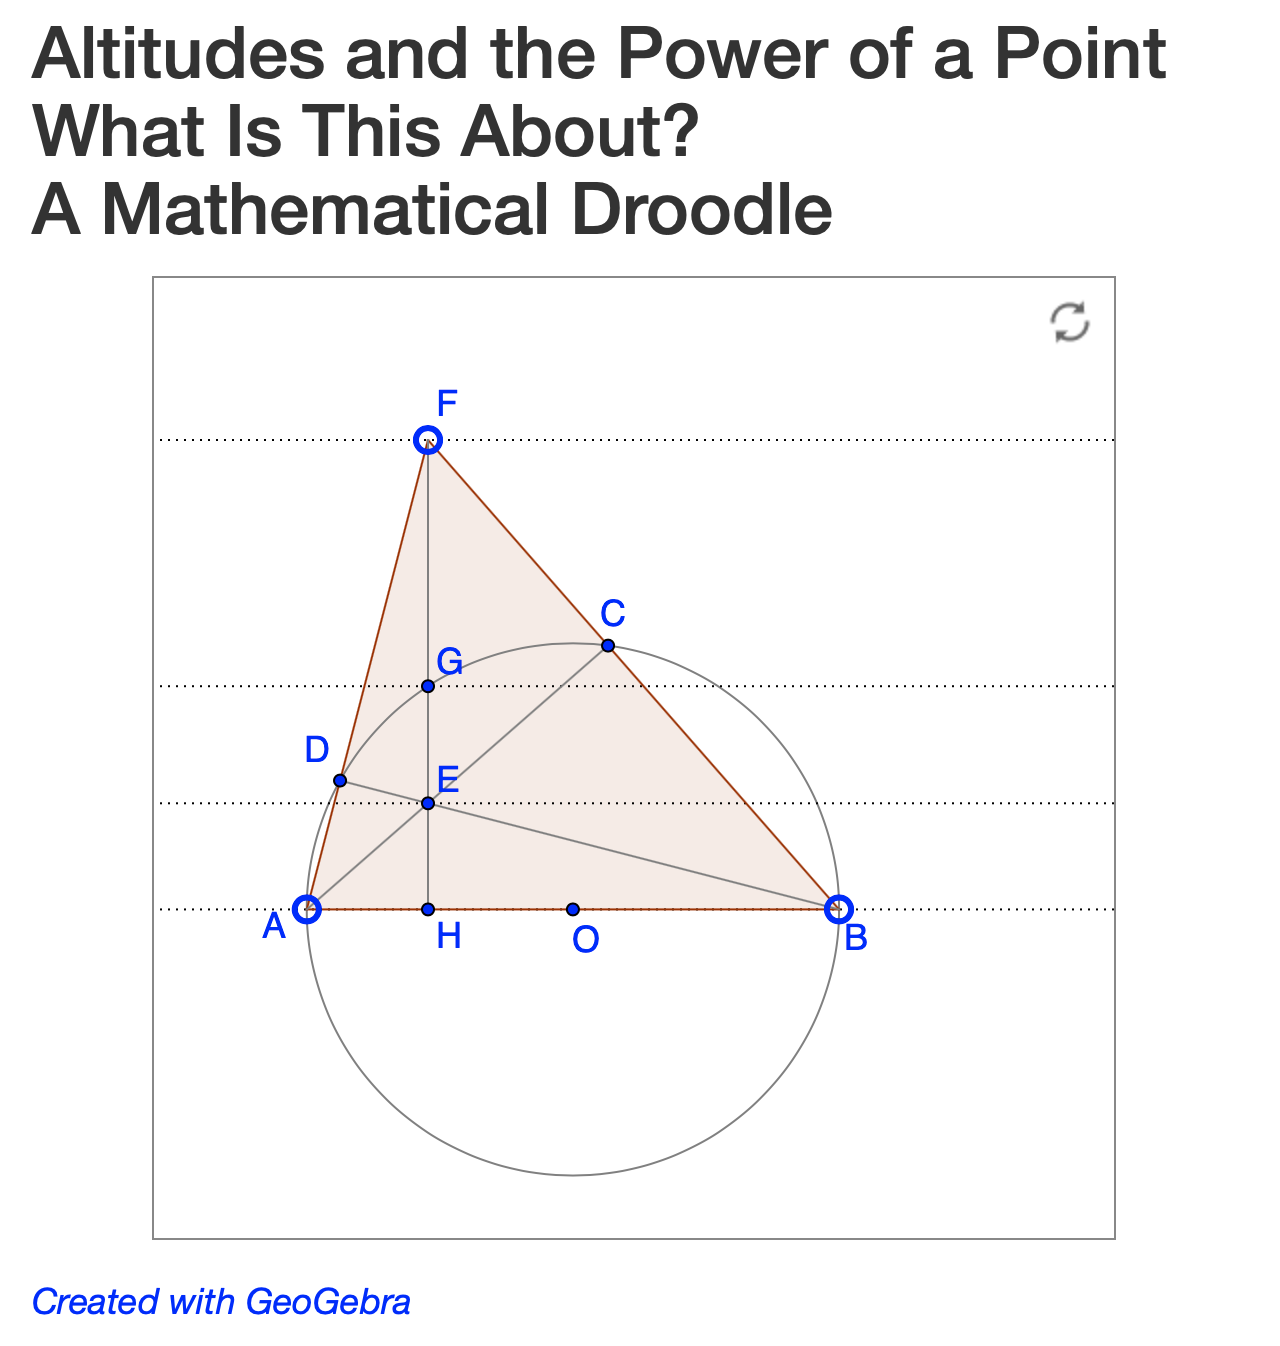 Altitudes and the Power of a Point
What Is This About?
A Mathematical Droodle
F
C
G
D
E
A
H
O
B
Created with GeoGebra